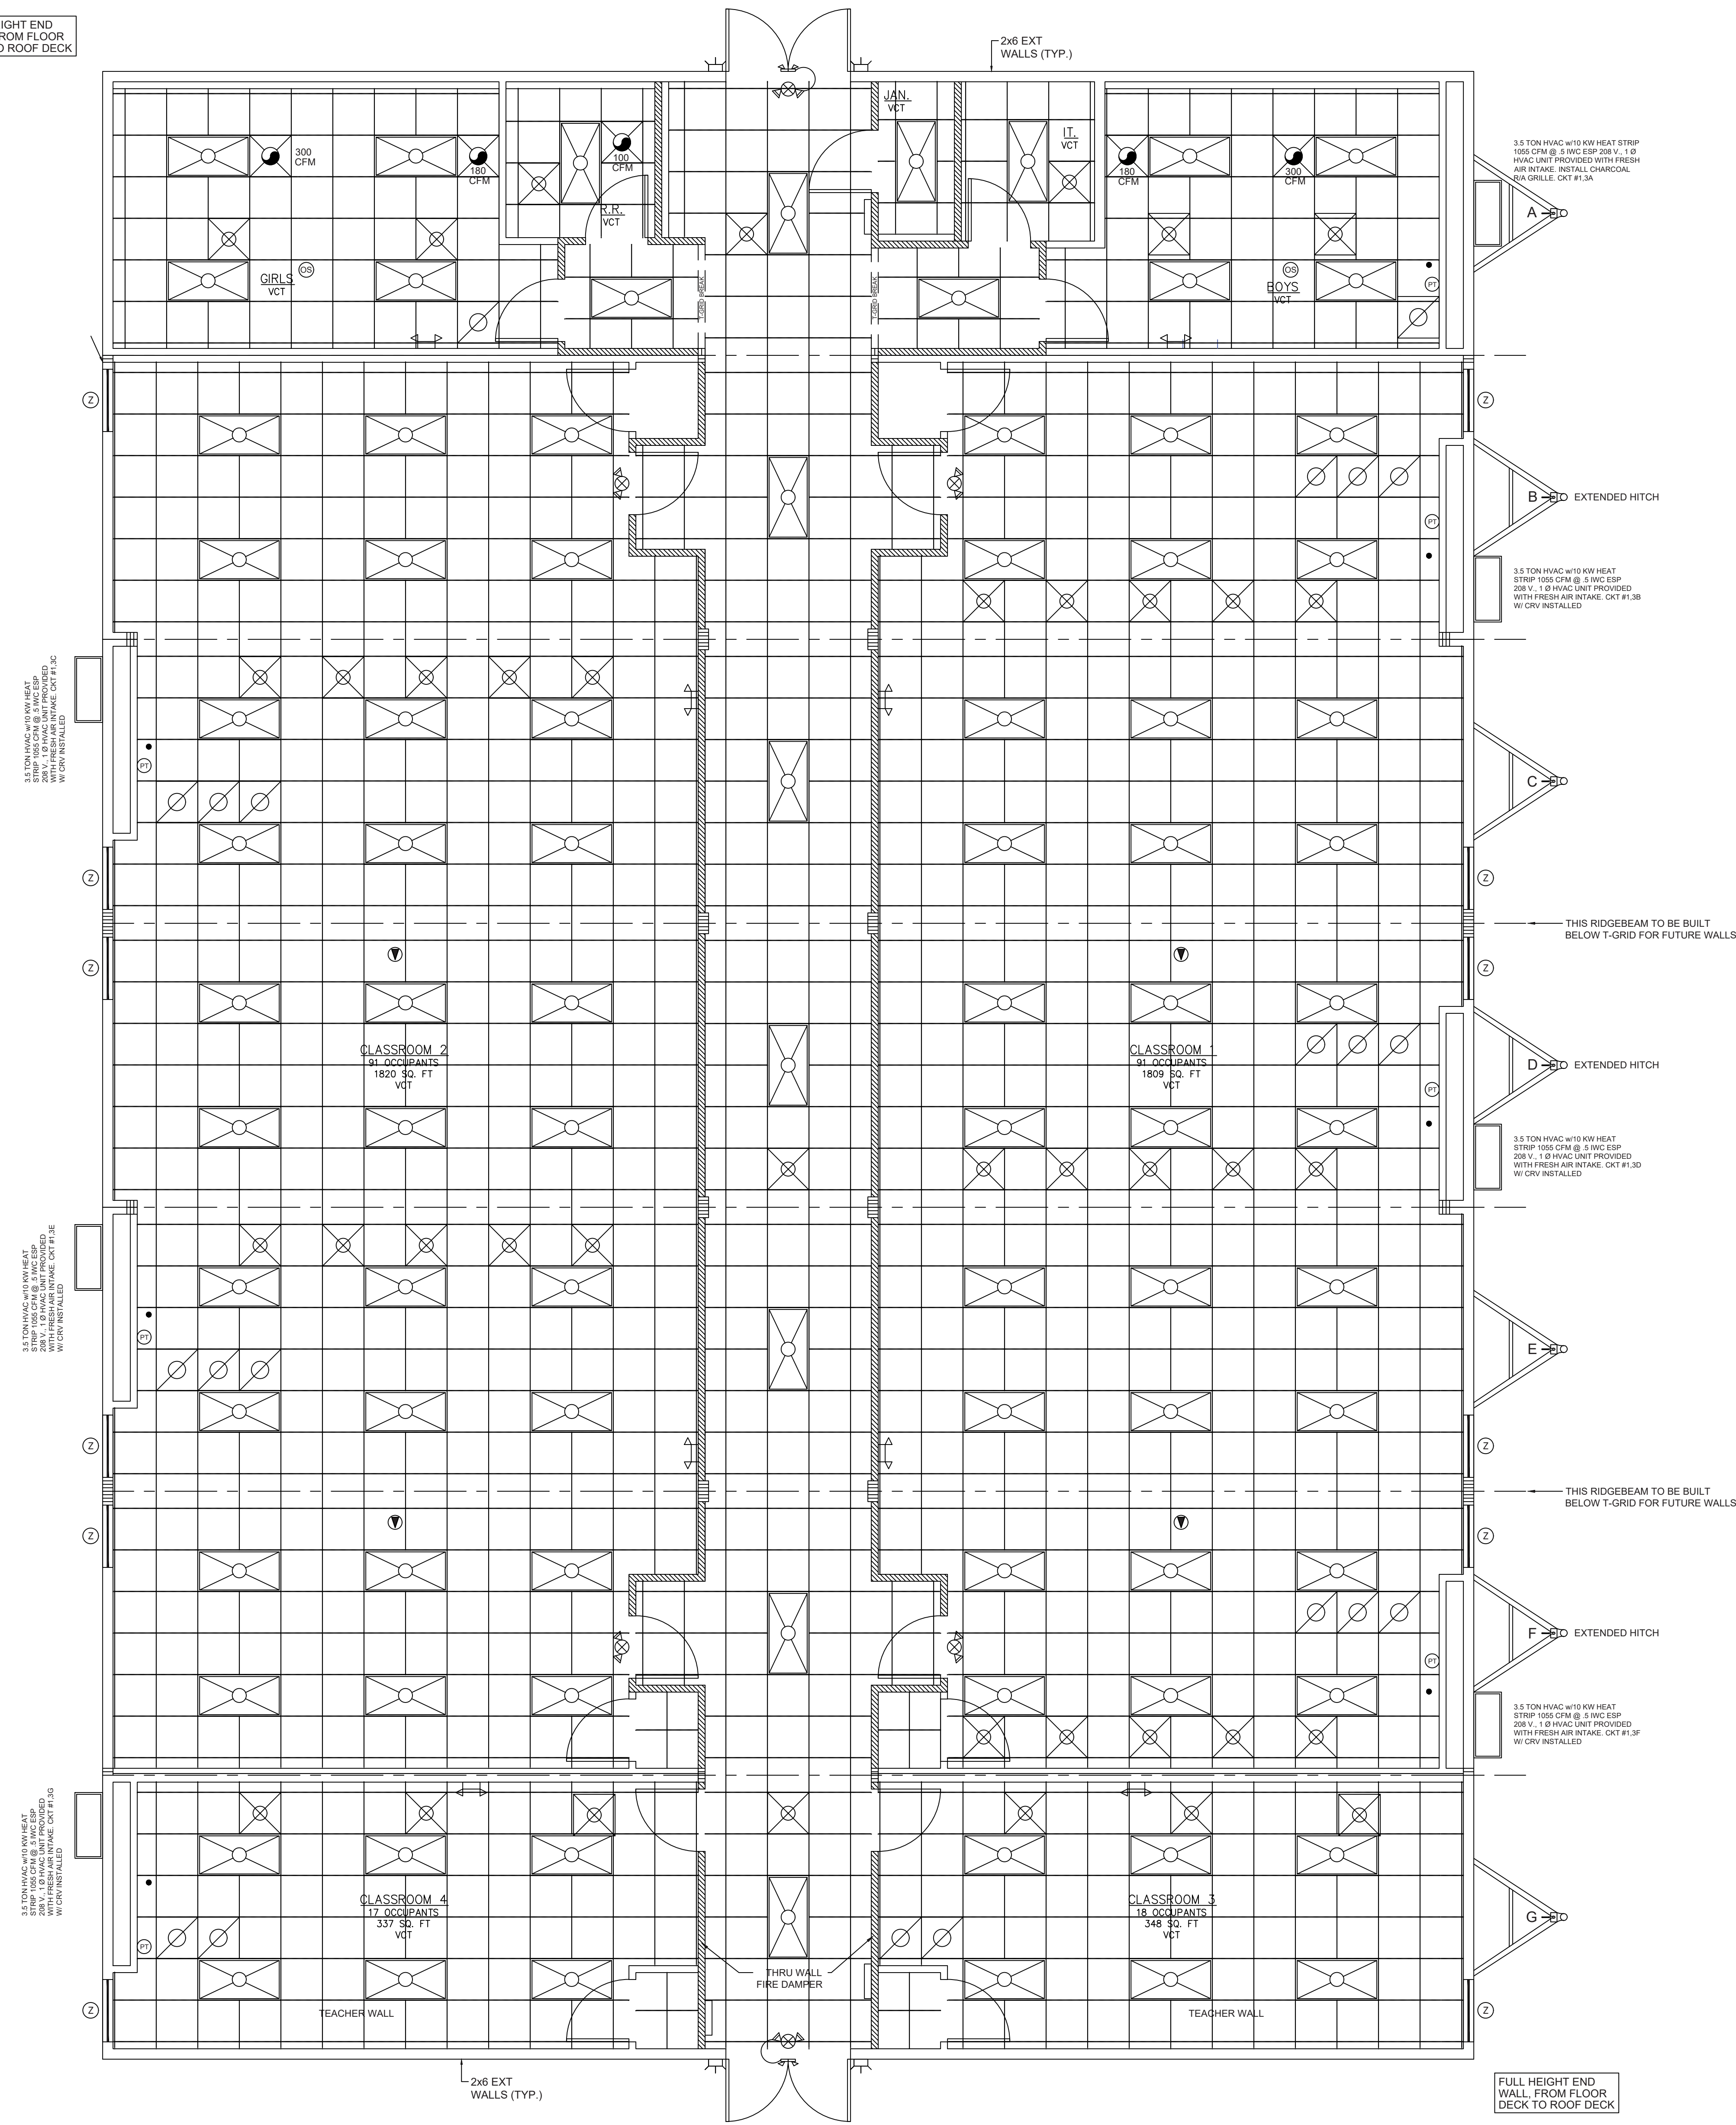 IGHT END
ROM FLOOR
O ROOF DECK
2x6 EXT
WALLS (TYP.)
JAN.
VCT
I.T.
VCT
300
CFM
180
CFM
100
CFM
180
CFM
300
CFM
R.R.
VCT
3.5 TON HVAC w/10 KW HEAT STRIP
1055 CFM @ .5 IWC ESP 208 V., 1 Ø
HVAC UNIT PROVIDED WITH FRESH
AIR INTAKE. INSTALL CHARCOAL
R/A GRILLE. CKT #1,3A
A
GIRLS
VCT
OS
T-GRID BREAK
T-GRID BREAK
OS
BOYS
VCT
PT
Z
Z
B
EXTENDED HITCH
PT
3.5 TON HVAC w/10 KW HEAT
STRIP 1055 CFM @ .5 IWC ESP
208 V., 1 Ø HVAC UNIT PROVIDED
WITH FRESH AIR INTAKE. CKT #1,3B
W/ CRV INSTALLED
3.5 TON HVAC w/10 KW HEAT
STRIP 1055 CFM @ .5 IWC ESP
208 V., 1 Ø HVAC UNIT PROVIDED
WITH FRESH AIR INTAKE. CKT #1,3C
W/ CRV INSTALLED
PT
C
Z
Z
THIS RIDGEBEAM TO BE BUILT
BELOW T-GRID FOR FUTURE WALLS
Z
Z
CLASSROOM 2
91 OCCUPANTS
1820 SQ. FT
VCT
CLASSROOM 1
91 OCCUPANTS
1809 SQ. FT
VCT
D
EXTENDED HITCH
PT
3.5 TON HVAC w/10 KW HEAT
STRIP 1055 CFM @ .5 IWC ESP
208 V., 1 Ø HVAC UNIT PROVIDED
WITH FRESH AIR INTAKE. CKT #1,3D
W/ CRV INSTALLED
3.5 TON HVAC w/10 KW HEAT
STRIP 1055 CFM @ .5 IWC ESP
208 V., 1 Ø HVAC UNIT PROVIDED
WITH FRESH AIR INTAKE. CKT #1,3E
W/ CRV INSTALLED
PT
E
Z
Z
THIS RIDGEBEAM TO BE BUILT
BELOW T-GRID FOR FUTURE WALLS
Z
Z
F
EXTENDED HITCH
PT
3.5 TON HVAC w/10 KW HEAT
STRIP 1055 CFM @ .5 IWC ESP
208 V., 1 Ø HVAC UNIT PROVIDED
WITH FRESH AIR INTAKE. CKT #1,3F
W/ CRV INSTALLED
3.5 TON HVAC w/10 KW HEAT
STRIP 1055 CFM @ .5 IWC ESP
208 V., 1 Ø HVAC UNIT PROVIDED
WITH FRESH AIR INTAKE. CKT #1,3G
W/ CRV INSTALLED
CLASSROOM 4
17 OCCUPANTS
337 SQ. FT
VCT
CLASSROOM 3
18 OCCUPANTS
348 SQ. FT
VCT
G
PT
THRU WALL
FIRE DAMPER
Z
TEACHER WALL
TEACHER WALL
Z
2x6 EXT
WALLS (TYP.)
FULL HEIGHT END
WALL, FROM FLOOR
DECK TO ROOF DECK